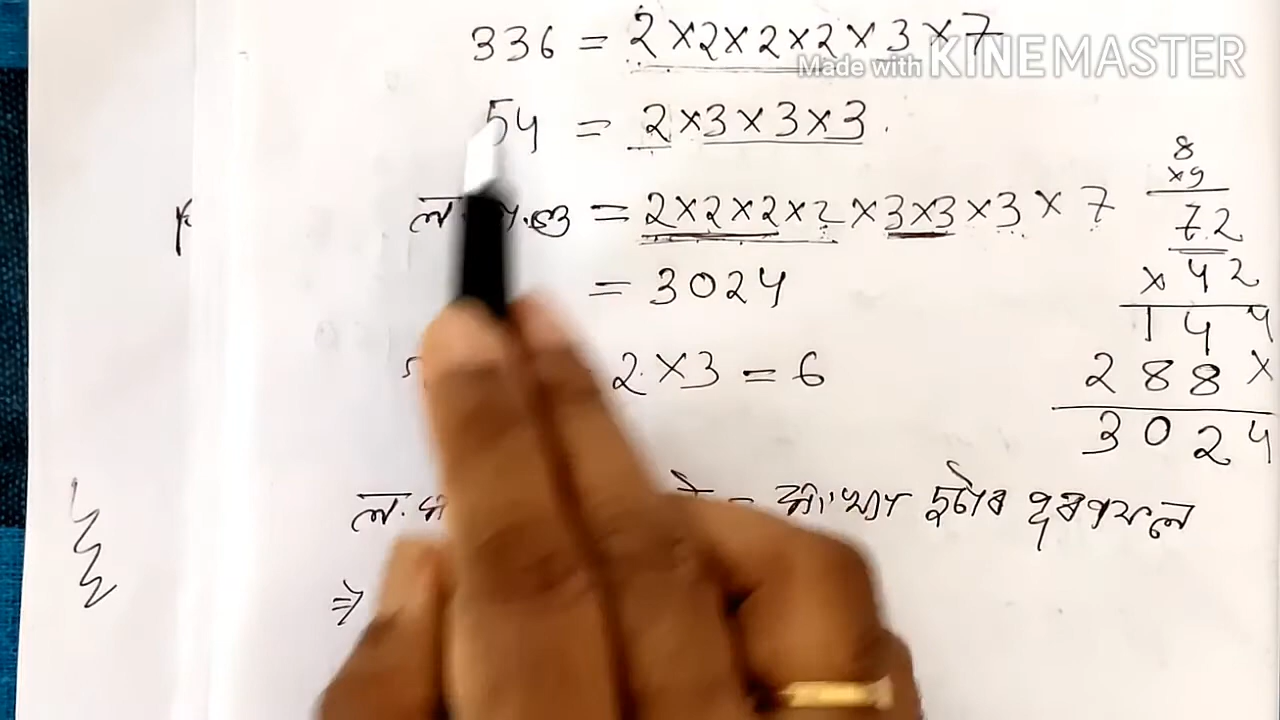 336 = 2×2×2×2×3×7
Made with KINEMASTER
54 = 2×3×3×3.
= 2×2×2×2×3×3×3×7
= 3024
2×3 = 6
= সংখ্যা দুটাৰ পূৰণফল
⇒
8
×9
72
×42
144
288×
3024